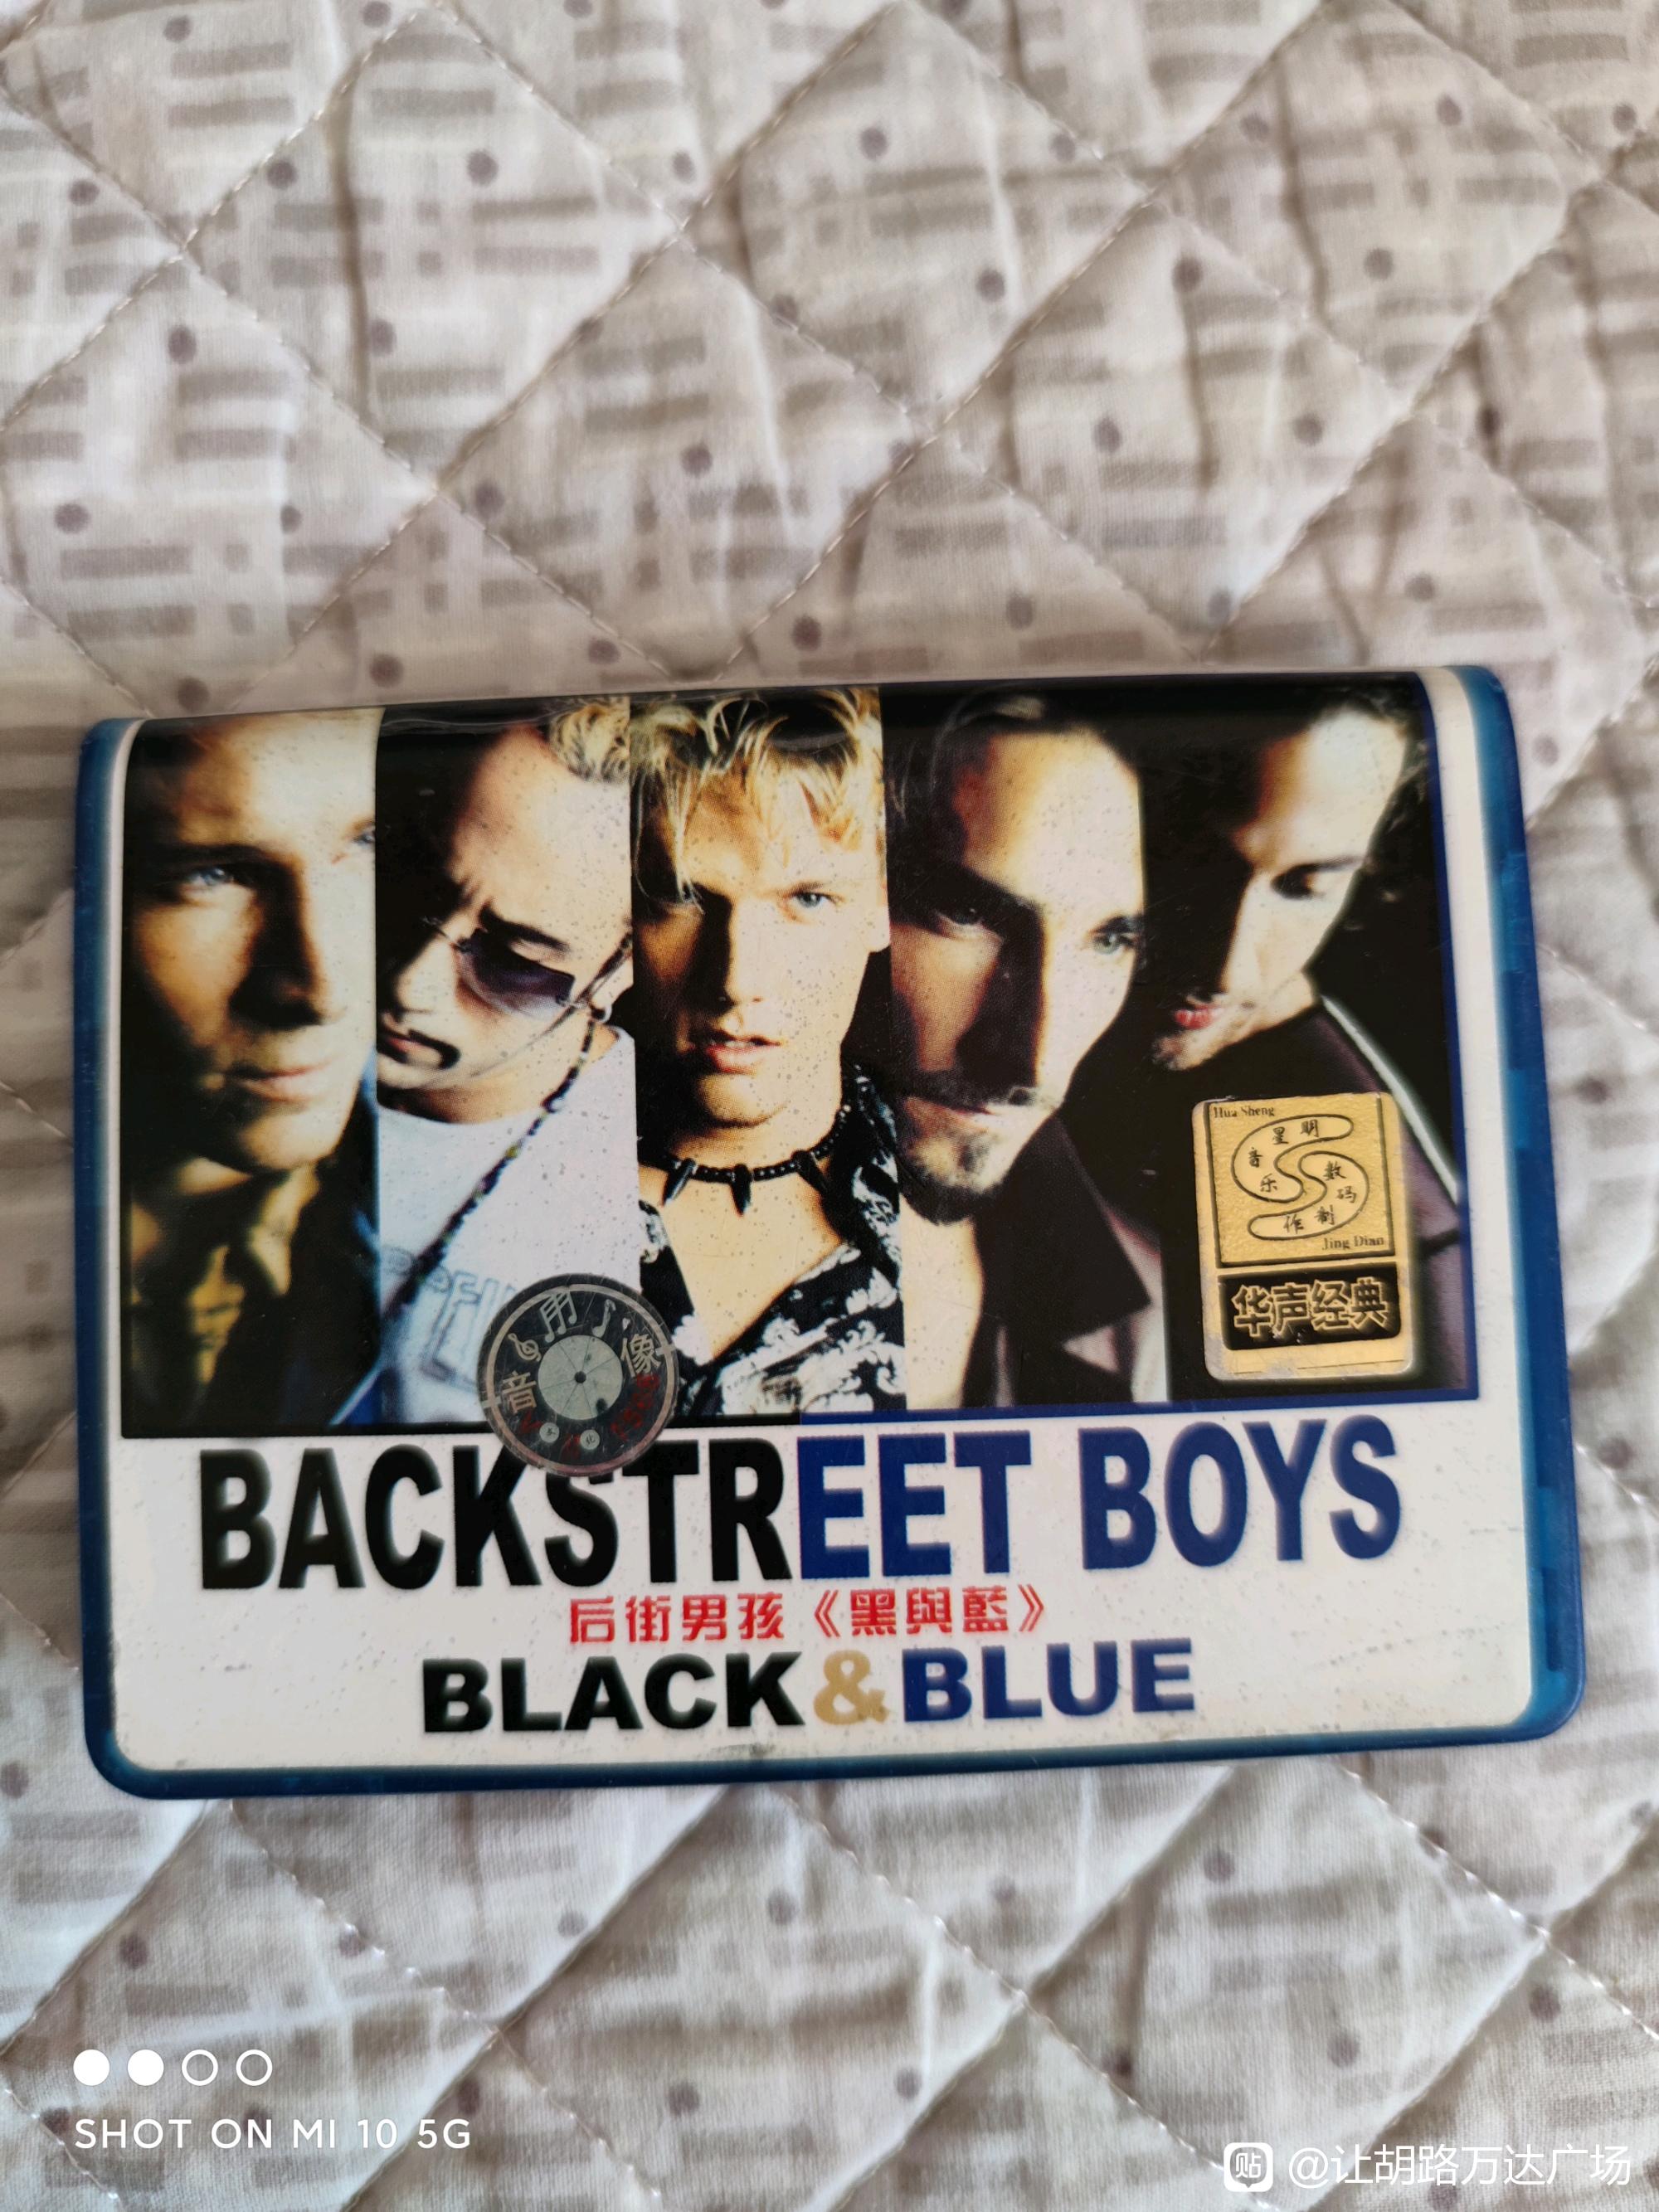 Hua Sheng
星明
音乐
数码
制作
Jing Dian
华声经典
音像
BACKSTREET BOYS
后街男孩《黑與藍》
BLACK&BLUE
SHOT ON MI 10 5G
贴 @让胡路万达广场